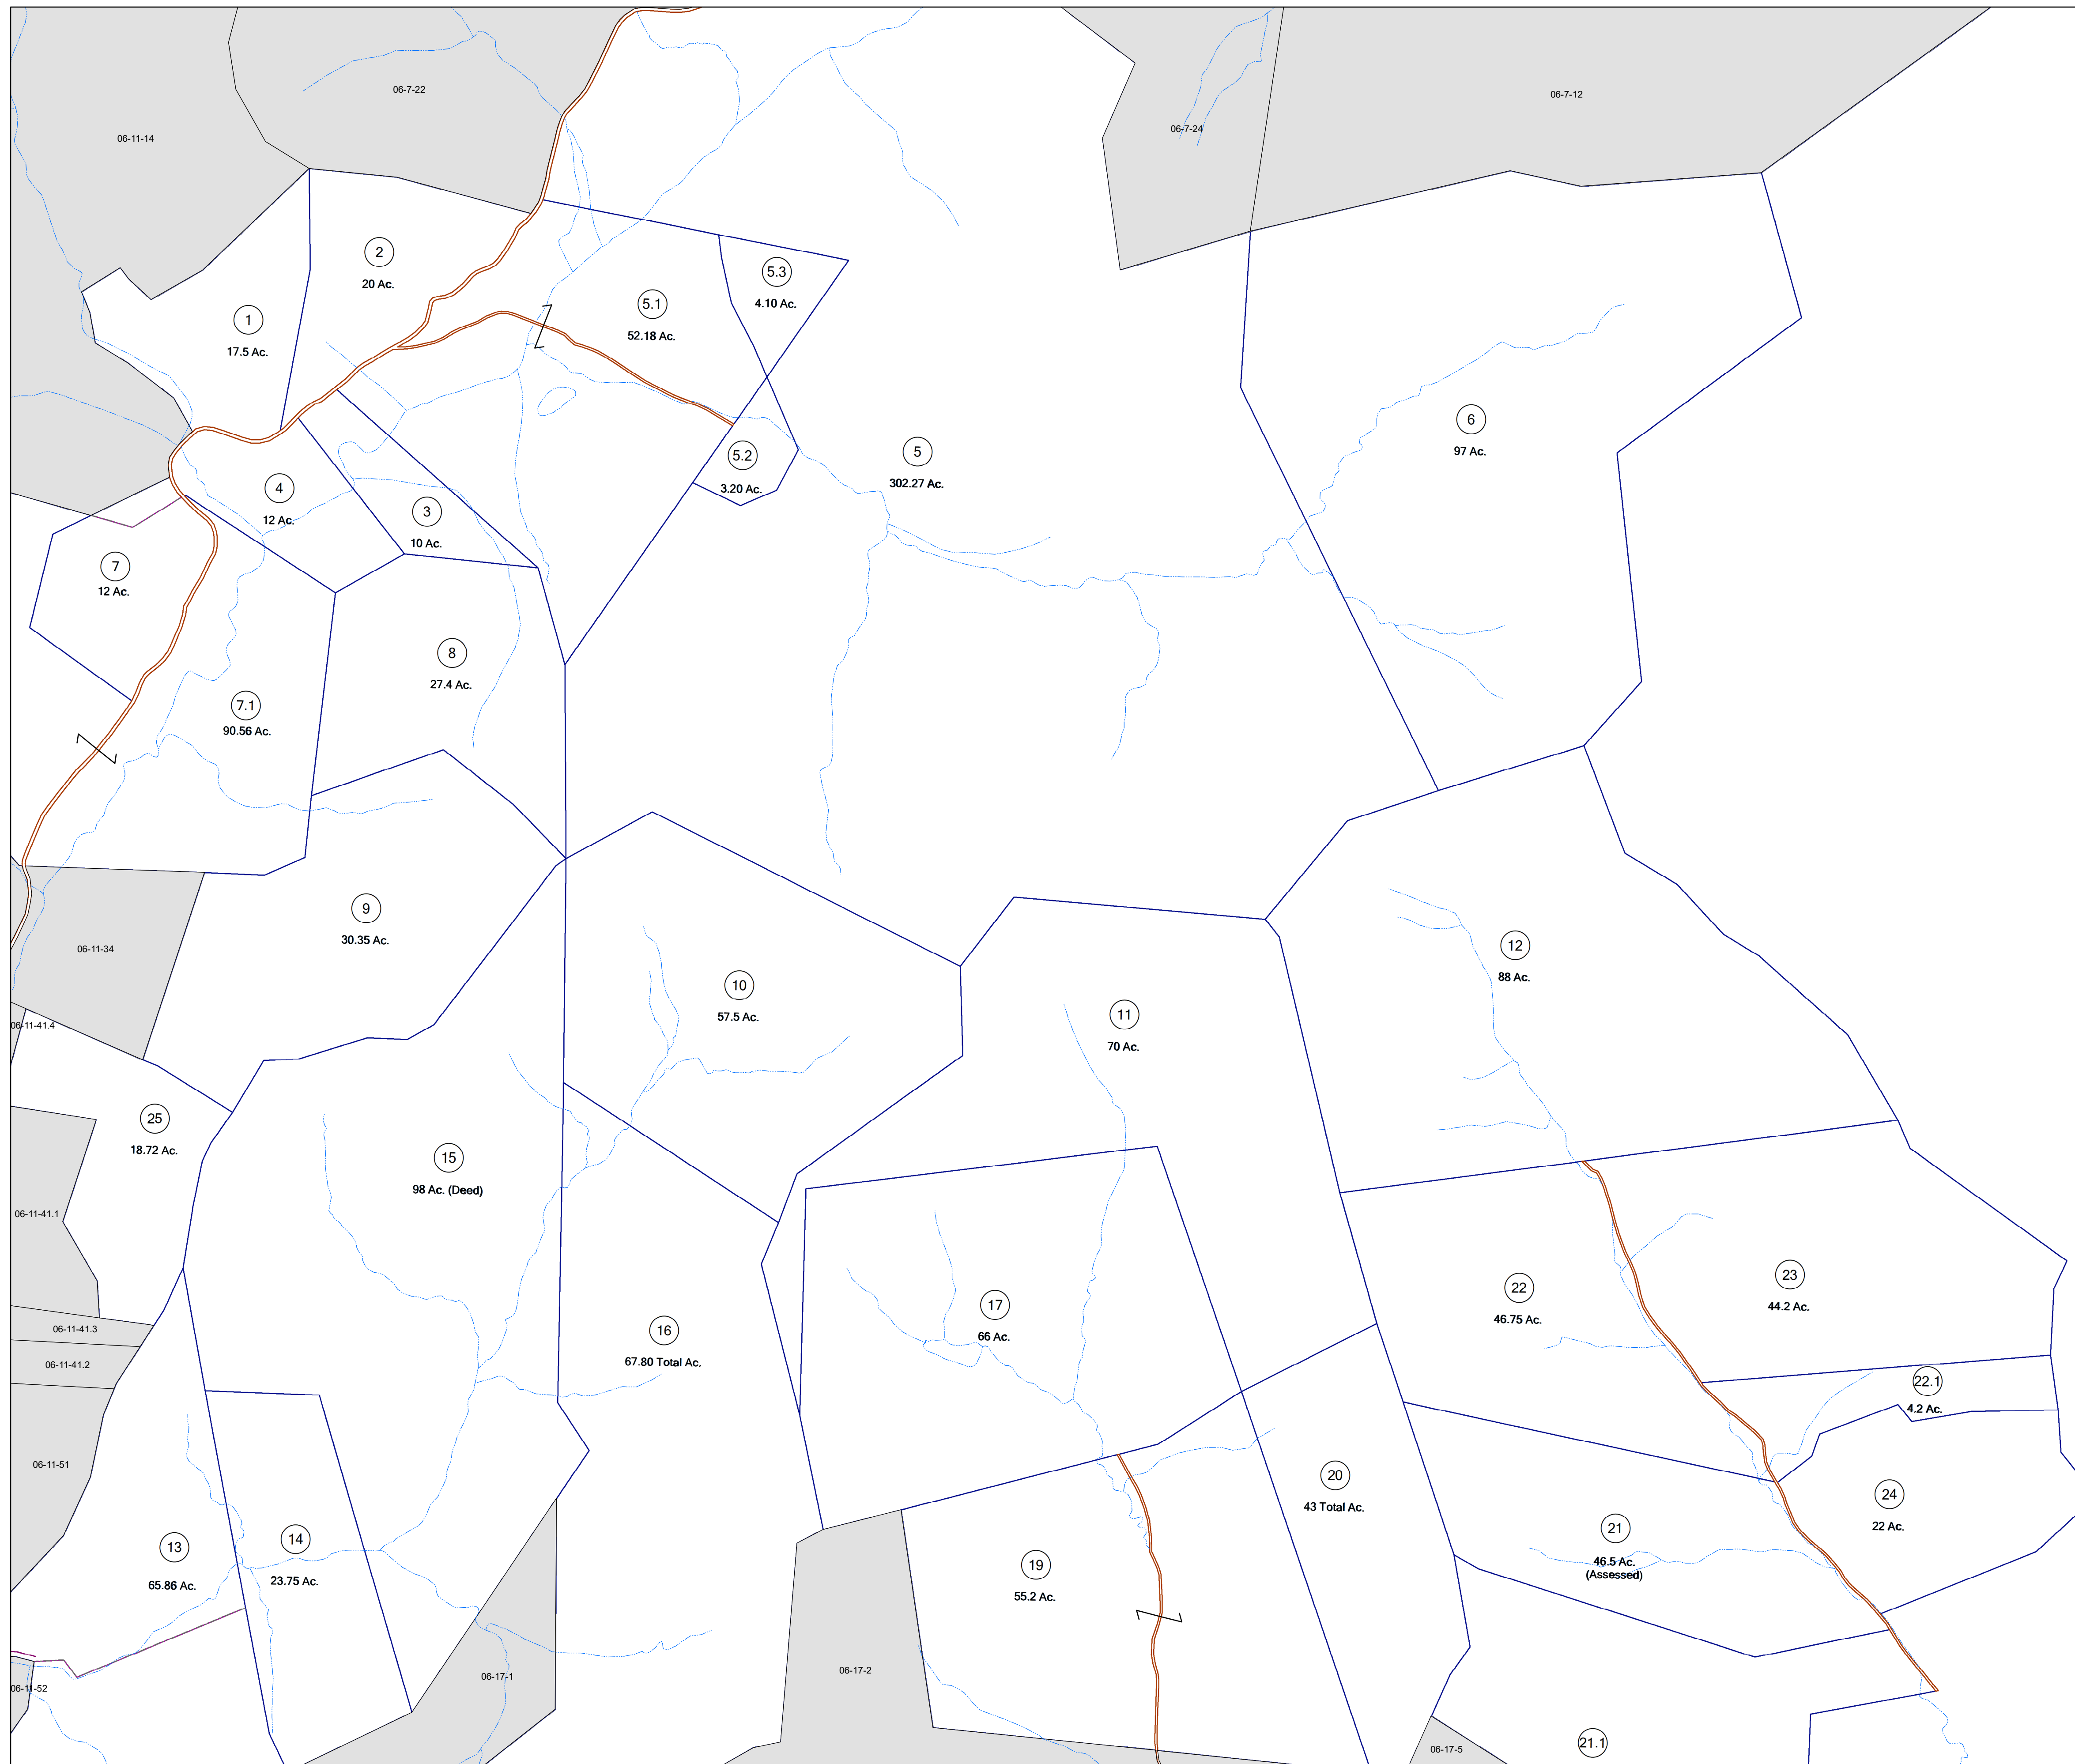 06-7-22
06-7-12
06-7-24
06-11-14
2
20 Ac.
5.3
4.10 Ac.
5.1
52.18 Ac.
1
17.5 Ac.
6
97 Ac.
5.2
3.20 Ac.
5
302.27 Ac.
4
12 Ac.
3
10 Ac.
7
12 Ac.
8
27.4 Ac.
7.1
90.56 Ac.
9
30.35 Ac.
06-11-34
12
88 Ac.
10
57.5 Ac.
11
70 Ac.
06-11-41.4
25
18.72 Ac.
15
98 Ac. (Deed)
06-11-41.1
23
44.2 Ac.
22
46.75 Ac.
17
66 Ac.
16
67.80 Total Ac.
06-11-41.3
06-11-41.2
22.1
4.2 Ac.
06-11-51
20
43 Total Ac.
24
22 Ac.
21
46.5 Ac.
(Assessed)
14
23.75 Ac.
13
65.86 Ac.
19
55.2 Ac.
06-17-2
06-17-1
06-11-52
21.1
06-17-5